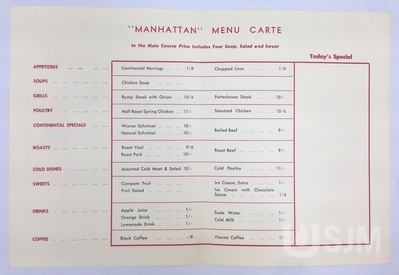 "MANHATTAN" MENU CARTE
In the Main Course Price Includes Your Soup, Salad and Sweet
Today's Special
APPETIZERS Continental Herrings 1/9 Chopped Liver 1/9
SOUPS Chicken Soup
GRILLS Rump Steak with Onion 10/6 Porterhouse Steak 10/6
POULTRY Half Roast Spring Chicken 11/- Steamed Chicken 10/6
CONTINENTAL SPECIALS Wiener Schnitzel 10/-
Naturel Schnitzel 10/- Boiled Beef 9/-
ROASTS Roast Veal 9/6
Roast Pork 10/- Roast Beef 9/-
COLD DISHES Assorted Cold Meat & Salad 10/- Cold Poultry 11/-
SWEETS Compote Fruit Ice Cream, Extra 1/-
Fruit Salad Ice Cream with Chocolate
Sauce 1/6
DRINKS Apple Juice 1/- Soda Water 1/-
Orange Drink 1/- Cold Milk 1/-
Lemonade Drink 1/-
COFFEE Black Coffee -/9 Vienna Coffee 1/-
SJM